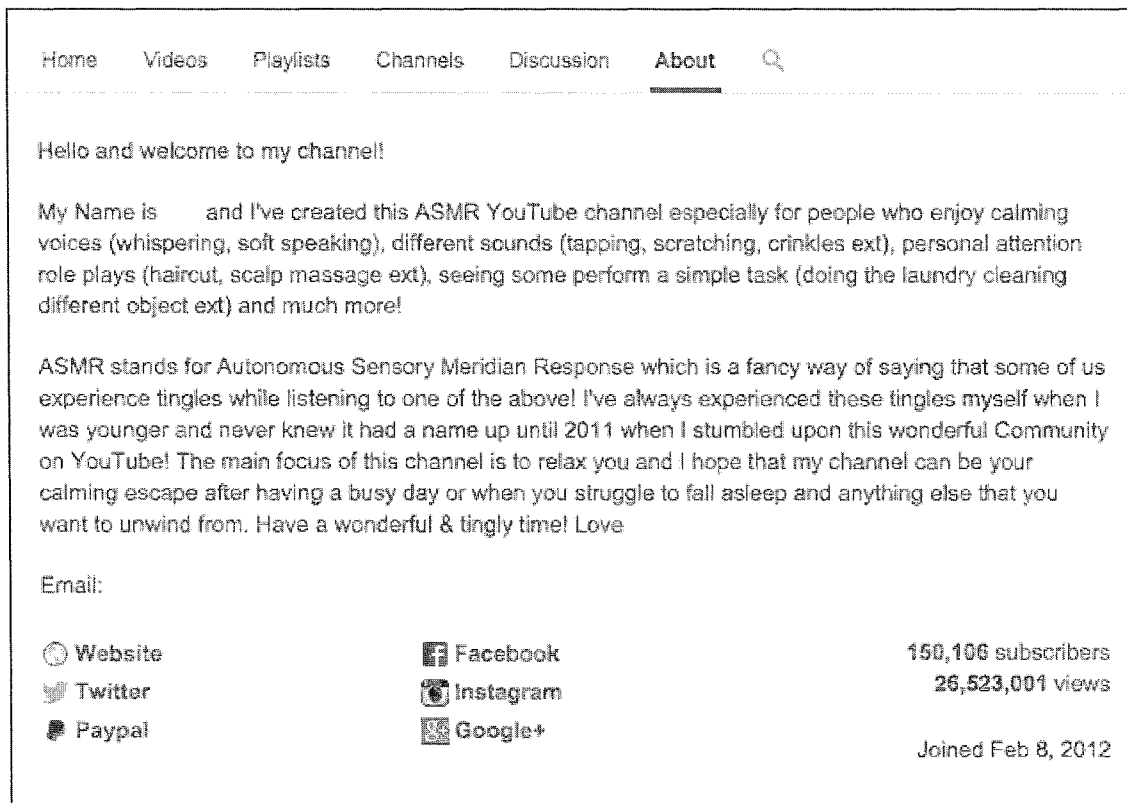 Home Videos Playlists Channels Discussion About
Hello and welcome to my channel!
My Name is and I've created this ASMR YouTube channel especially for people who enjoy calming
voices (whispering, soft speaking), different sounds (tapping, scratching, crinkles ext), personal attention
role plays (haircut, scalp massage ext), seeing some perform a simple task (doing the laundry cleaning
different object ext) and much more!
ASMR stands for Autonomous Sensory Meridian Response which is a fancy way of saying that some of us
experience tingles while listening to one of the above! I've always experienced these tingles myself when I
was younger and never knew it had a name up until 2011 when I stumbled upon this wonderful Community
on YouTube! The main focus of this channel is to relax you and I hope that my channel can be your
calming escape after having a busy day or when you struggle to fall asleep and anything else that you
want to unwind from. Have a wonderful & tingly time! Love
Email:
Website Facebook 150,106 subscribers
Twitter Instagram 26,523,001 views
Paypal Google+
Joined Feb 8, 2012